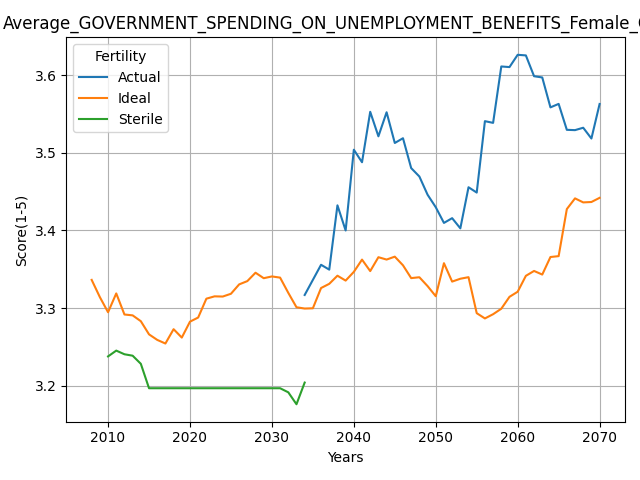 Average_GOVERNMENT_SPENDING_ON_UNEMPLOYMENT_BENEFITS_Female_
Fertility
Actual
Ideal
Sterile
3.6
3.5
3.4
3.3
3.2
Score(1-5)
2010 2020 2030 2040 2050 2060 2070
Years